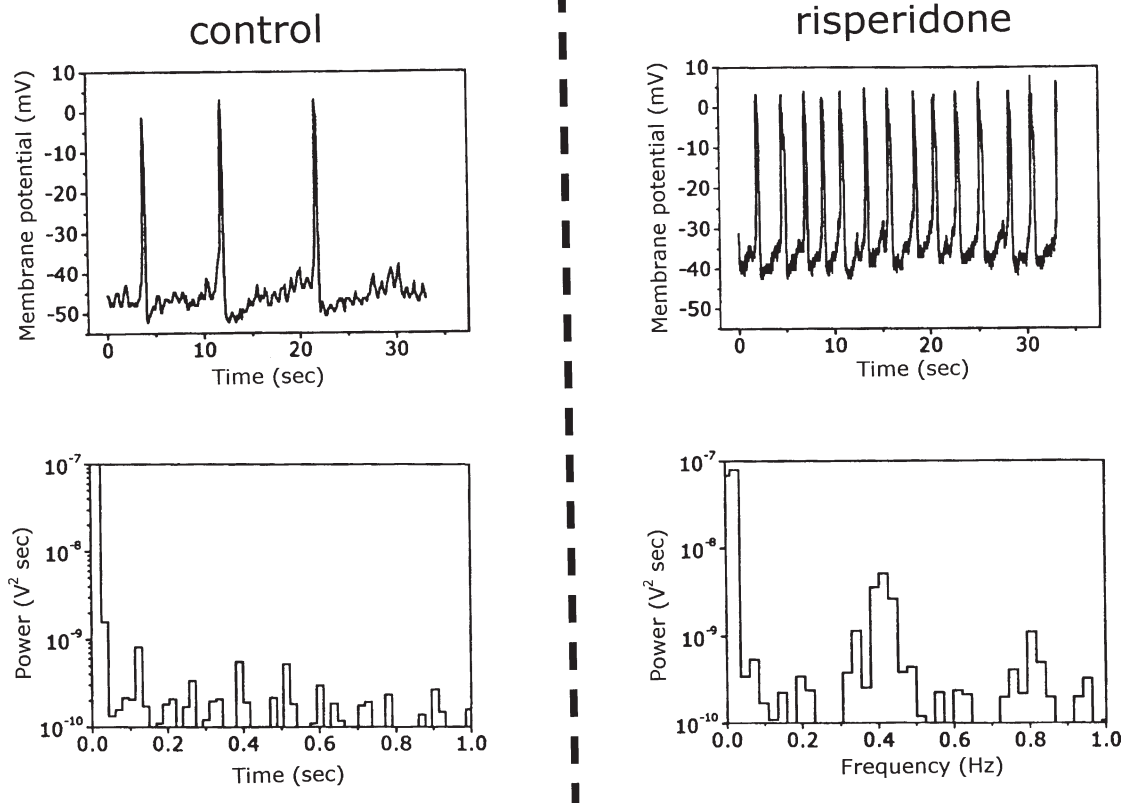 control
10
0
-10
-20
-30
-40
-50
Membrane potential (mV)
0 10 20 30
Time (sec)
risperidone
10
0
-10
-20
-30
-40
-50
Membrane potential (mV)
0 10 20 30
Time (sec)
10⁻⁷
10⁻⁸
10⁻⁹
10⁻¹⁰
Power (V² sec)
0.0 0.2 0.4 0.6 0.8 1.0
Time (sec)
10⁻⁷
10⁻⁸
10⁻⁹
10⁻¹⁰
Power (V² sec)
0.0 0.2 0.4 0.6 0.8 1.0
Frequency (Hz)